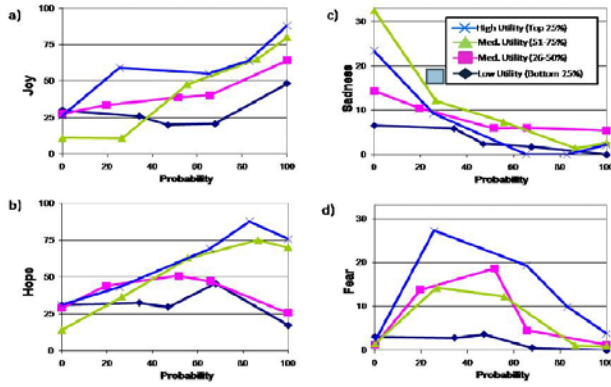 a)
100
75
50
25
0
Joy
0 20 40 60 80 100
Probability
c)
30
20
10
0
Sadness
High Utility (Top 25%)
Med. Utility (51-75%)
Med. Utility (26-50%)
Low Utility (Bottom 25%)
0 20 40 60 80 100
Probability
b)
100
75
50
25
0
Hope
0 20 40 60 80 100
Probability
d)
30
20
10
0
Fear
0 20 40 60 80 100
Probability